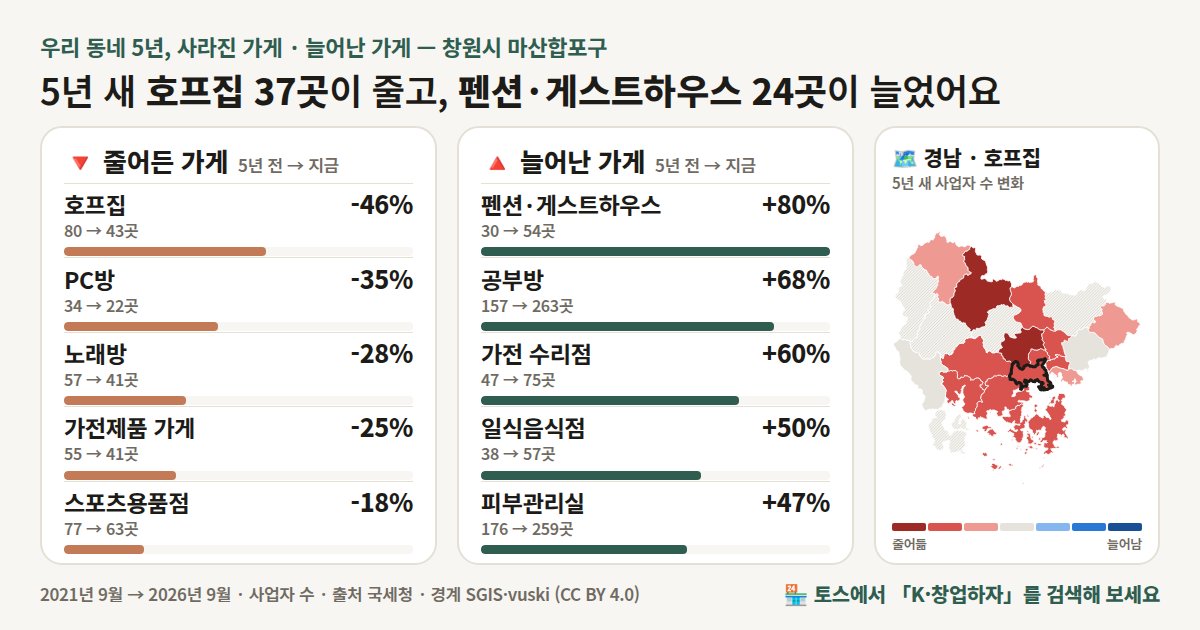 우리 동네 5년, 사라진 가게 · 늘어난 가게 — 창원시 마산합포구
5년 새 호프집 37곳이 줄고, 펜션·게스트하우스 24곳이 늘었어요
🔻 줄어든 가게 5년 전 → 지금
호프집 -46%
80 → 43곳
PC방 -35%
34 → 22곳
노래방 -28%
57 → 41곳
가전제품 가게 -25%
55 → 41곳
스포츠용품점 -18%
77 → 63곳
🔺 늘어난 가게 5년 전 → 지금
펜션·게스트하우스 +80%
30 → 54곳
공부방 +68%
157 → 263곳
가전 수리점 +60%
47 → 75곳
일식음식점 +50%
38 → 57곳
피부관리실 +47%
176 → 259곳
🗺️ 경남 · 호프집
5년 새 사업자 수 변화
줄어듦 늘어남
2021년 9월 → 2026년 9월 · 사업자 수 · 출처 국세청 · 경계 SGIS·vuski (CC BY 4.0)
🏪 토스에서 「K·창업하자」를 검색해 보세요